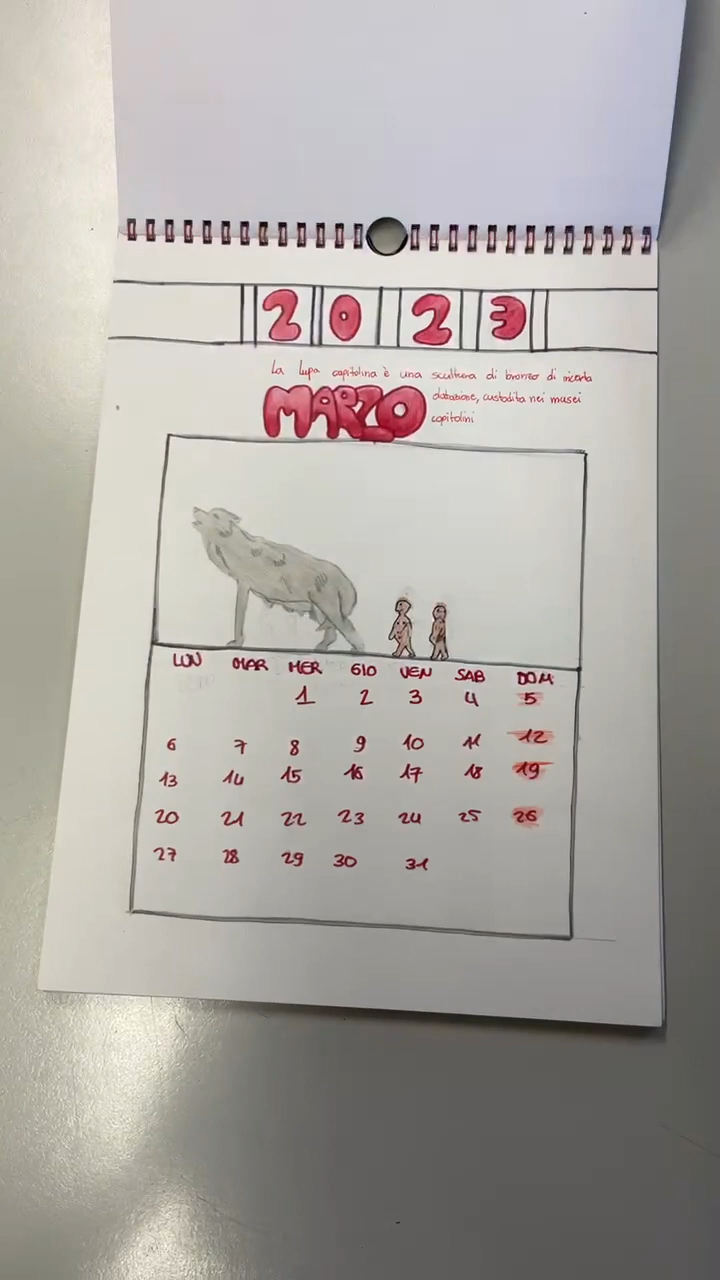 2023
La lupa capitolina è una scultura di bronzo di incerta
MARZO datazione, custodita nei musei
capitolini
LUN MAR MER GIO VEN SAB DOM
1 2 3 4 5
6 7 8 9 10 11 12
13 14 15 16 17 18 19
20 21 22 23 24 25 26
27 28 29 30 31